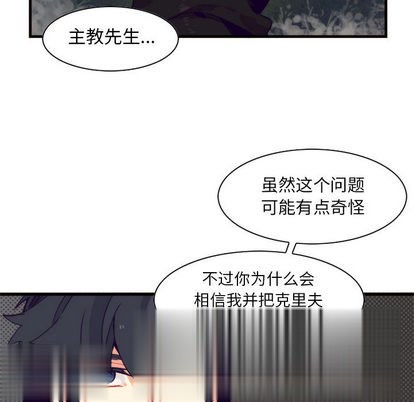 主教先生...
虽然这个问题
可能有点奇怪
不过你为什么会
相信我并把克里夫